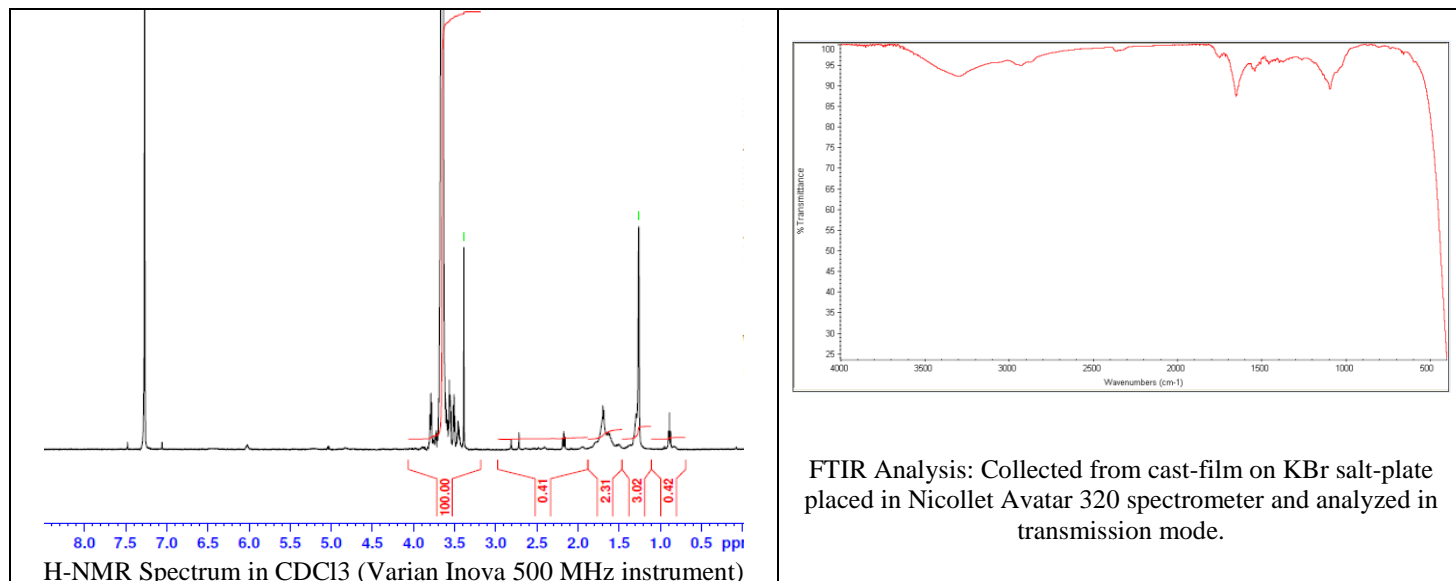 100.00
0.41
2.31
3.02
0.42
8.0 7.5 7.0 6.5 6.0 5.5 5.0 4.5 4.0 3.5 3.0 2.5 2.0 1.5 1.0 0.5 ppm
H-NMR Spectrum in CDCl3 (Varian Inova 500 MHz instrument)
100
95
90
85
80
75
70
65
60
55
50
45
40
35
30
25
% Transmittance
4000 3500 3000 2500 2000 1500 1000 500
Wavenumbers (cm-1)
FTIR Analysis: Collected from cast-film on KBr salt-plate
placed in Nicollet Avatar 320 spectrometer and analyzed in
transmission mode.